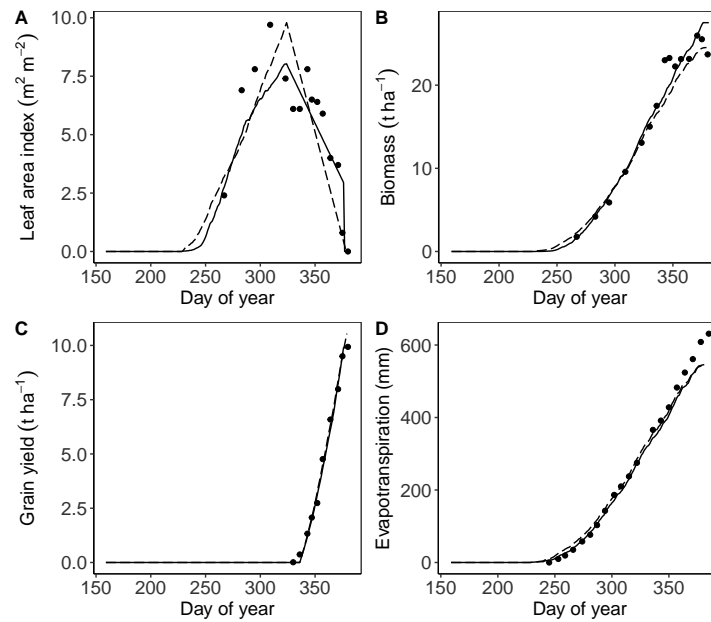 A
Leaf area index (m² m⁻²)
10.0
7.5
5.0
2.5
0.0
150 200 250 300 350
Day of year
B
Biomass (t ha⁻¹)
20
10
0
150 200 250 300 350
Day of year
C
Grain yield (t ha⁻¹)
10.0
7.5
5.0
2.5
0.0
150 200 250 300 350
Day of year
D
Evapotranspiration (mm)
600
400
200
0
150 200 250 300 350
Day of year